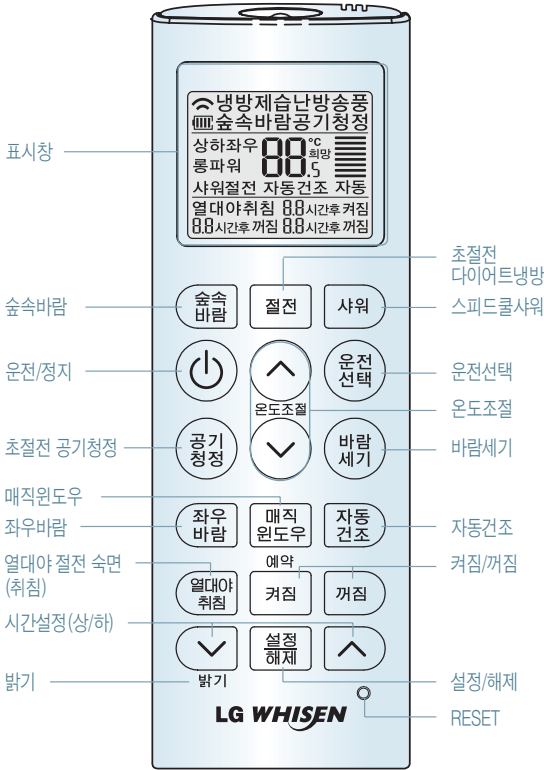 냉방제습난방송풍
숲속바람공기청정
상하좌우 88 °C
희망
롱파워 .5
샤워절전 자동건조 자동
열대야취침 8.8시간후 켜짐
8.8시간후 꺼짐 8.8시간후 꺼짐
표시창
초절전
다이어트냉방
숲속바람
숲속
바람
절전
샤워
스피드쿨샤워
운전/정지
운전
선택
운전선택
온도조절
온도조절
초절전 공기청정
공기
청정
바람
세기
바람세기
매직윈도우
좌우바람
좌우
바람
매직
윈도우
자동
건조
자동건조
예약
열대야 절전 숙면
(취침)
열대야
취침
켜짐
꺼짐
켜짐/꺼짐
시간설정(상/하)
설정
해제
밝기
밝기
설정/해제
LG WHISEN
RESET